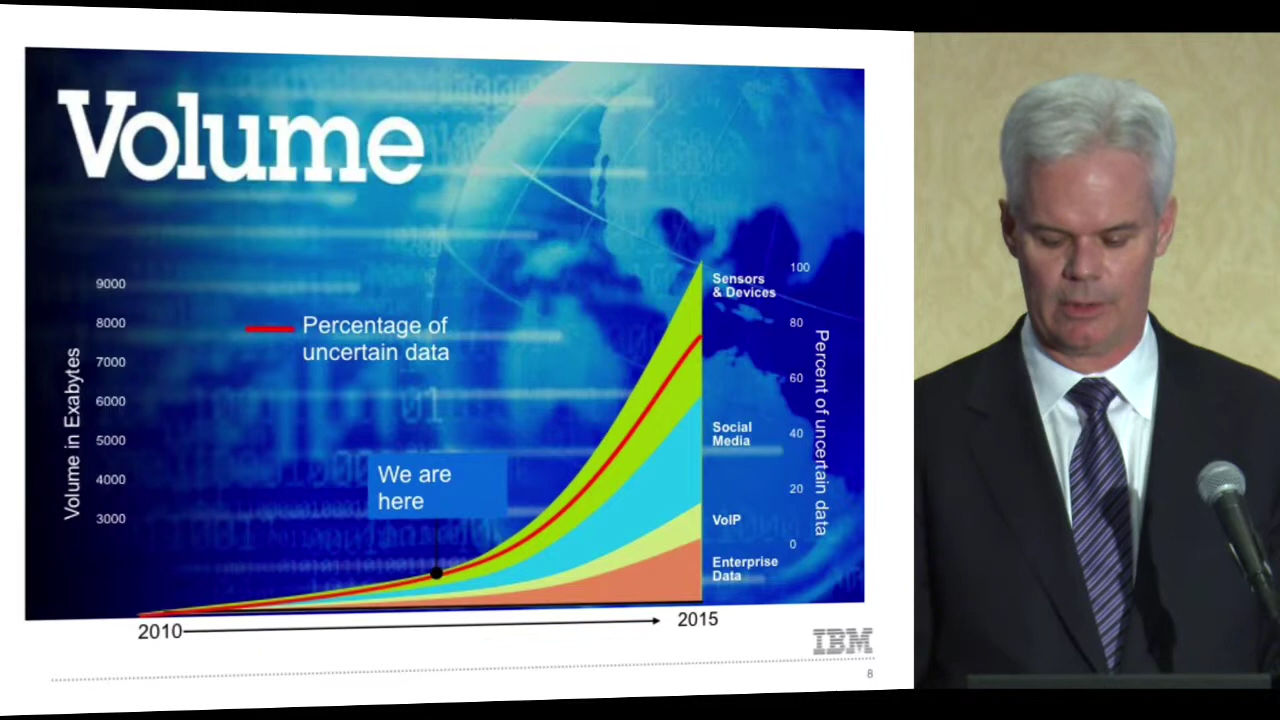 Volume
9000
8000
7000
6000
5000
4000
3000
Volume in Exabytes
Percentage of
uncertain data
We are
here
Sensors
& Devices
Social
Media
VoIP
Enterprise
Data
100
80
60
40
20
0
Percent of uncertain data
2010
2015
IBM
8